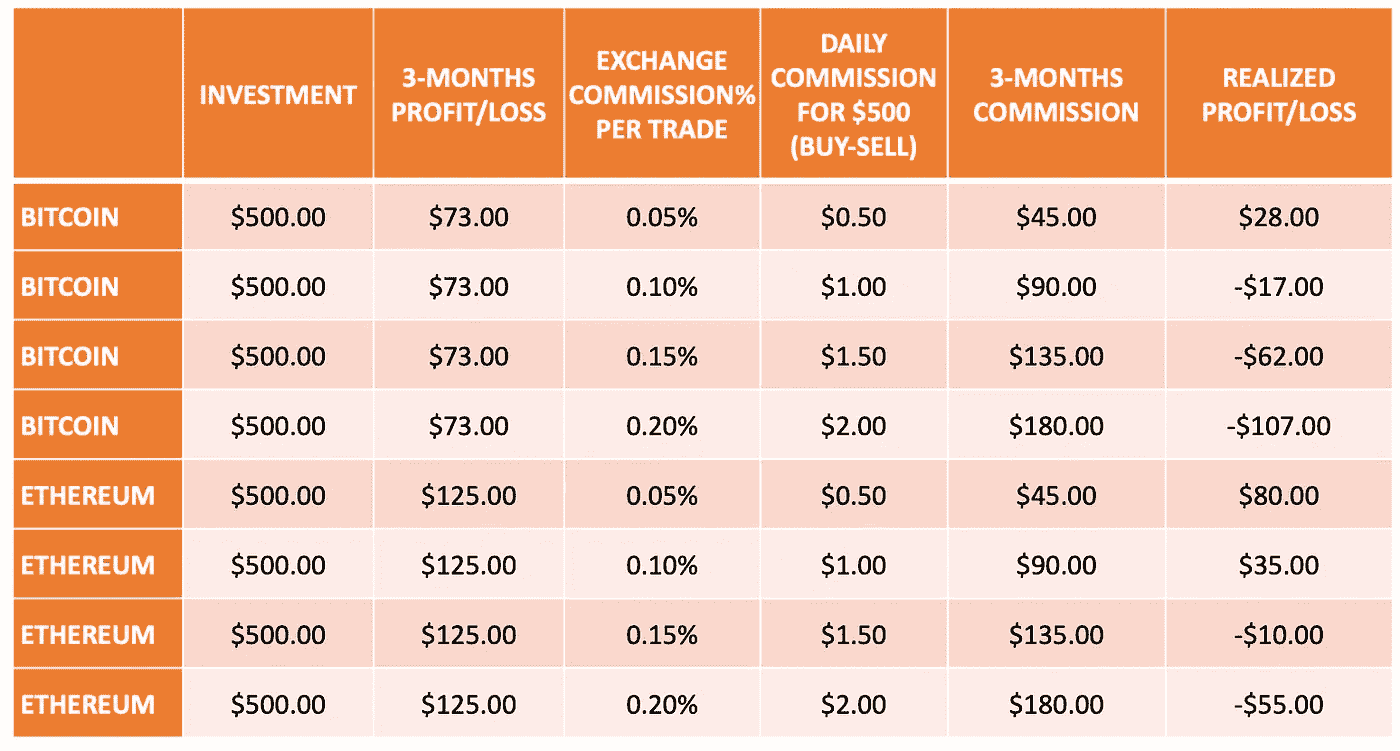 INVESTMENT
3-MONTHS
PROFIT/LOSS
EXCHANGE
COMMISSION%
PER TRADE
DAILY
COMMISSION
FOR $500
(BUY-SELL)
3-MONTHS
COMMISSION
REALIZED
PROFIT/LOSS
BITCOIN $500.00 $73.00 0.05% $0.50 $45.00 $28.00
BITCOIN $500.00 $73.00 0.10% $1.00 $90.00 -$17.00
BITCOIN $500.00 $73.00 0.15% $1.50 $135.00 -$62.00
BITCOIN $500.00 $73.00 0.20% $2.00 $180.00 -$107.00
ETHEREUM $500.00 $125.00 0.05% $0.50 $45.00 $80.00
ETHEREUM $500.00 $125.00 0.10% $1.00 $90.00 $35.00
ETHEREUM $500.00 $125.00 0.15% $1.50 $135.00 -$10.00
ETHEREUM $500.00 $125.00 0.20% $2.00 $180.00 -$55.00